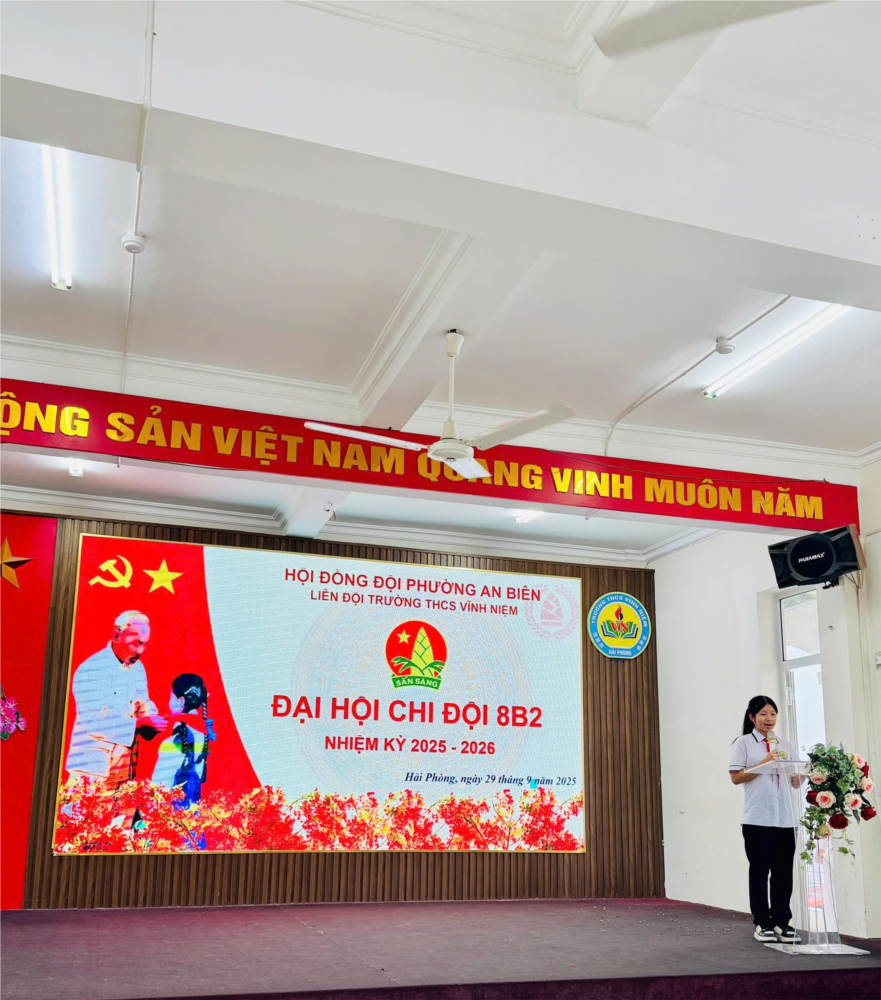 ỘNG SẢN VIỆT NAM QUANG VINH MUÔN NĂM
HỘI ĐỒNG ĐỘI PHƯỜNG AN BIÊN
LIÊN ĐỘI TRƯỜNG THCS VĨNH NIỆM
SẴN SÀNG
ĐẠI HỘI CHI ĐỘI 8B2
NHIỆM KỲ 2025 - 2026
Hải Phòng, ngày 29 tháng 9 năm 2025
TRƯỜNG THCS VĨNH NIỆM
VN
HẢI PHÒNG
PARAMAX